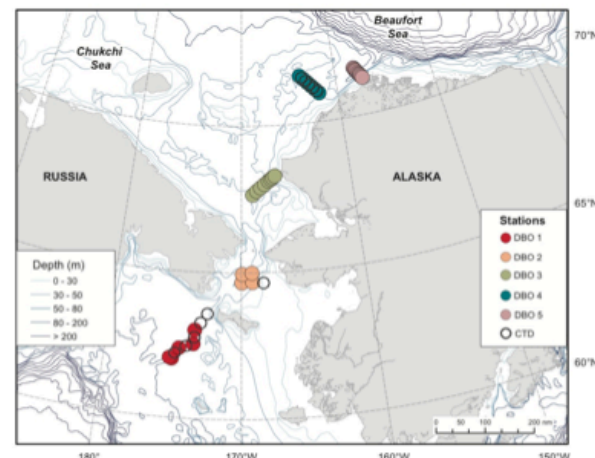 Beaufort
Sea
70°N
Chukchi
Sea
RUSSIA
ALASKA
65°N
Stations
DBO 1
DBO 2
DBO 3
DBO 4
DBO 5
CTD
Depth (m)
0 - 30
30 - 50
50 - 80
80 - 200
> 200
60°N
0 50 100 200 nm
180°
170°W
160°W
150°W